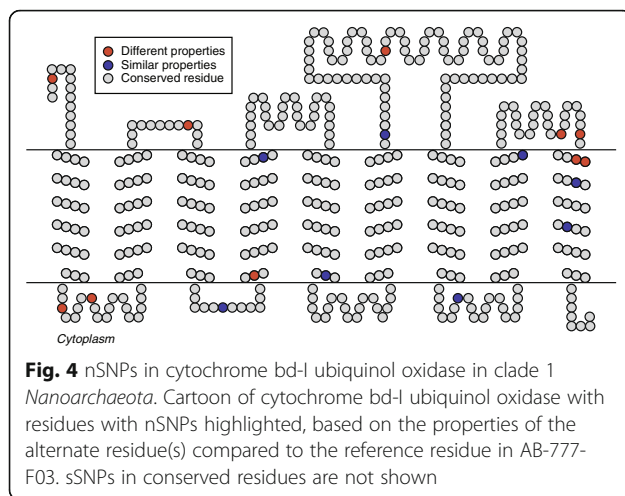 Different properties
Similar properties
Conserved residue
Cytoplasm
Fig. 4 nSNPs in cytochrome bd-I ubiquinol oxidase in clade 1
Nanoarchaeota. Cartoon of cytochrome bd-I ubiquinol oxidase with
residues with nSNPs highlighted, based on the properties of the
alternate residue(s) compared to the reference residue in AB-777-
F03. sSNPs in conserved residues are not shown